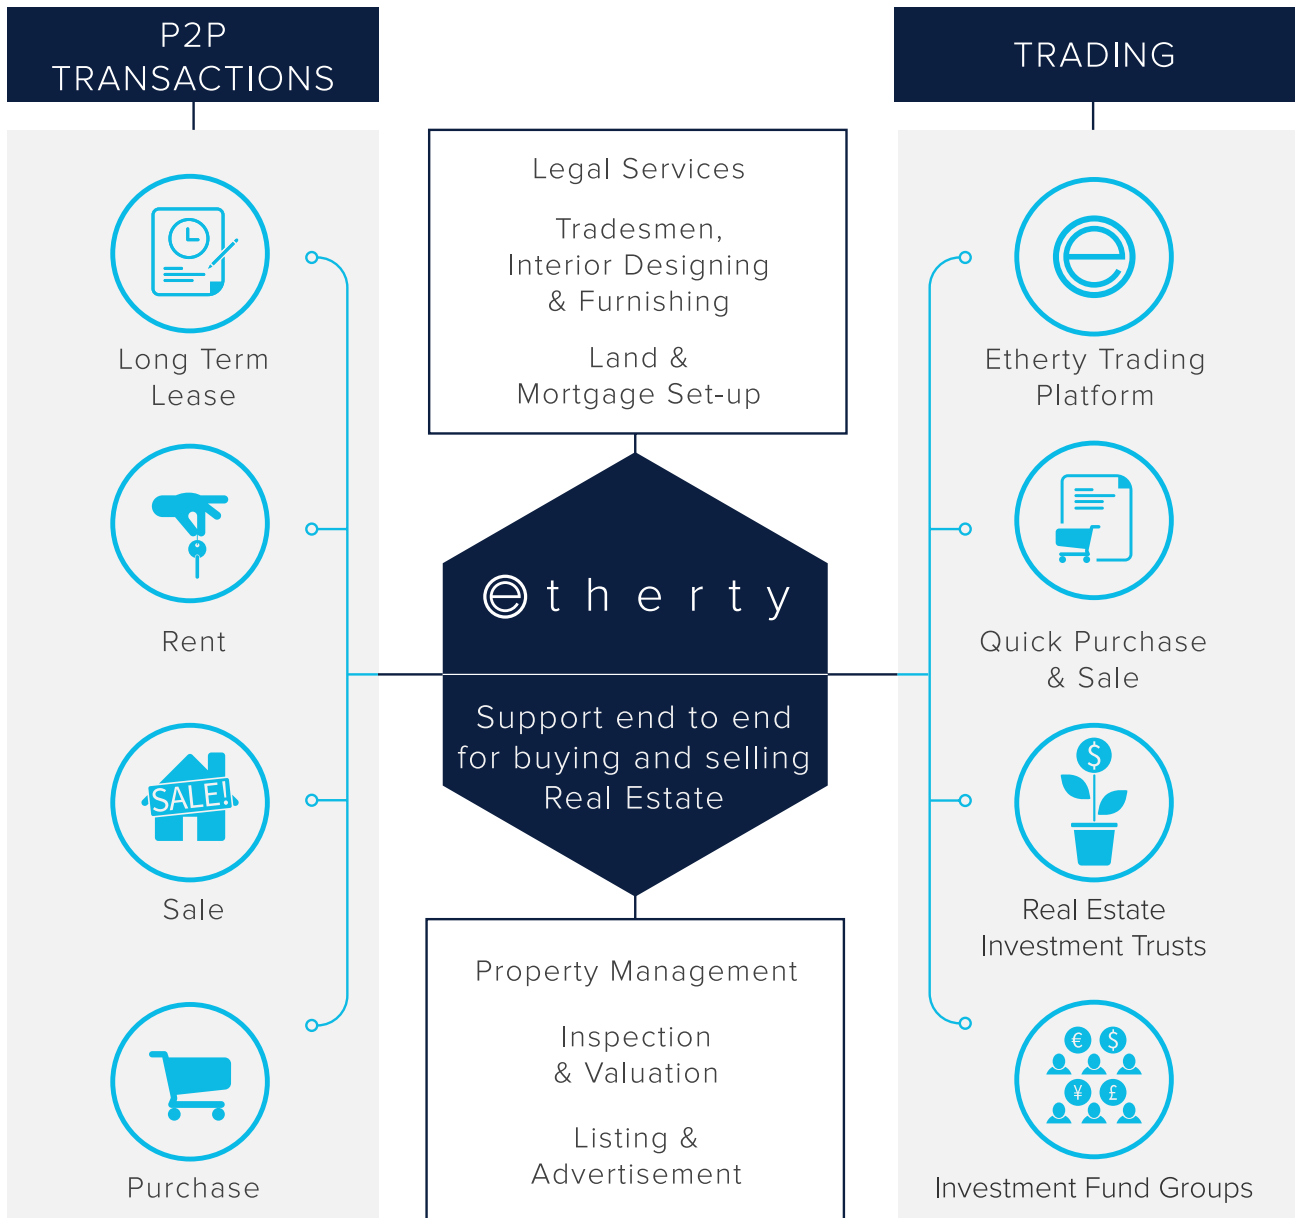 P2P
TRANSACTIONS
Long Term
Lease
Rent
SALE!
Sale
Purchase
Legal Services
Tradesmen,
Interior Designing
& Furnishing
Land &
Mortgage Set-up
etherty
Support end to end
for buying and selling
Real Estate
Property Management
Inspection
& Valuation
Listing &
Advertisement
TRADING
e
Etherty Trading
Platform
Quick Purchase
& Sale
$
Real Estate
Investment Trusts
€ $
¥ £
Investment Fund Groups